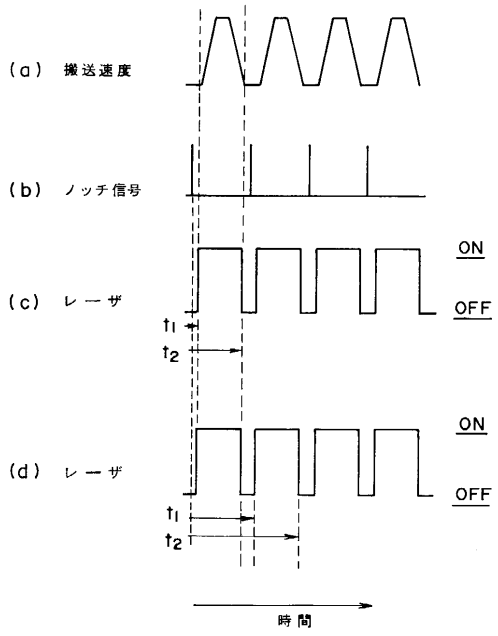 (a) 搬送速度
(b) ノッチ信号
ON
(c) レーザ
OFF
t1
t2
ON
(d) レーザ
OFF
t1
t2
時間